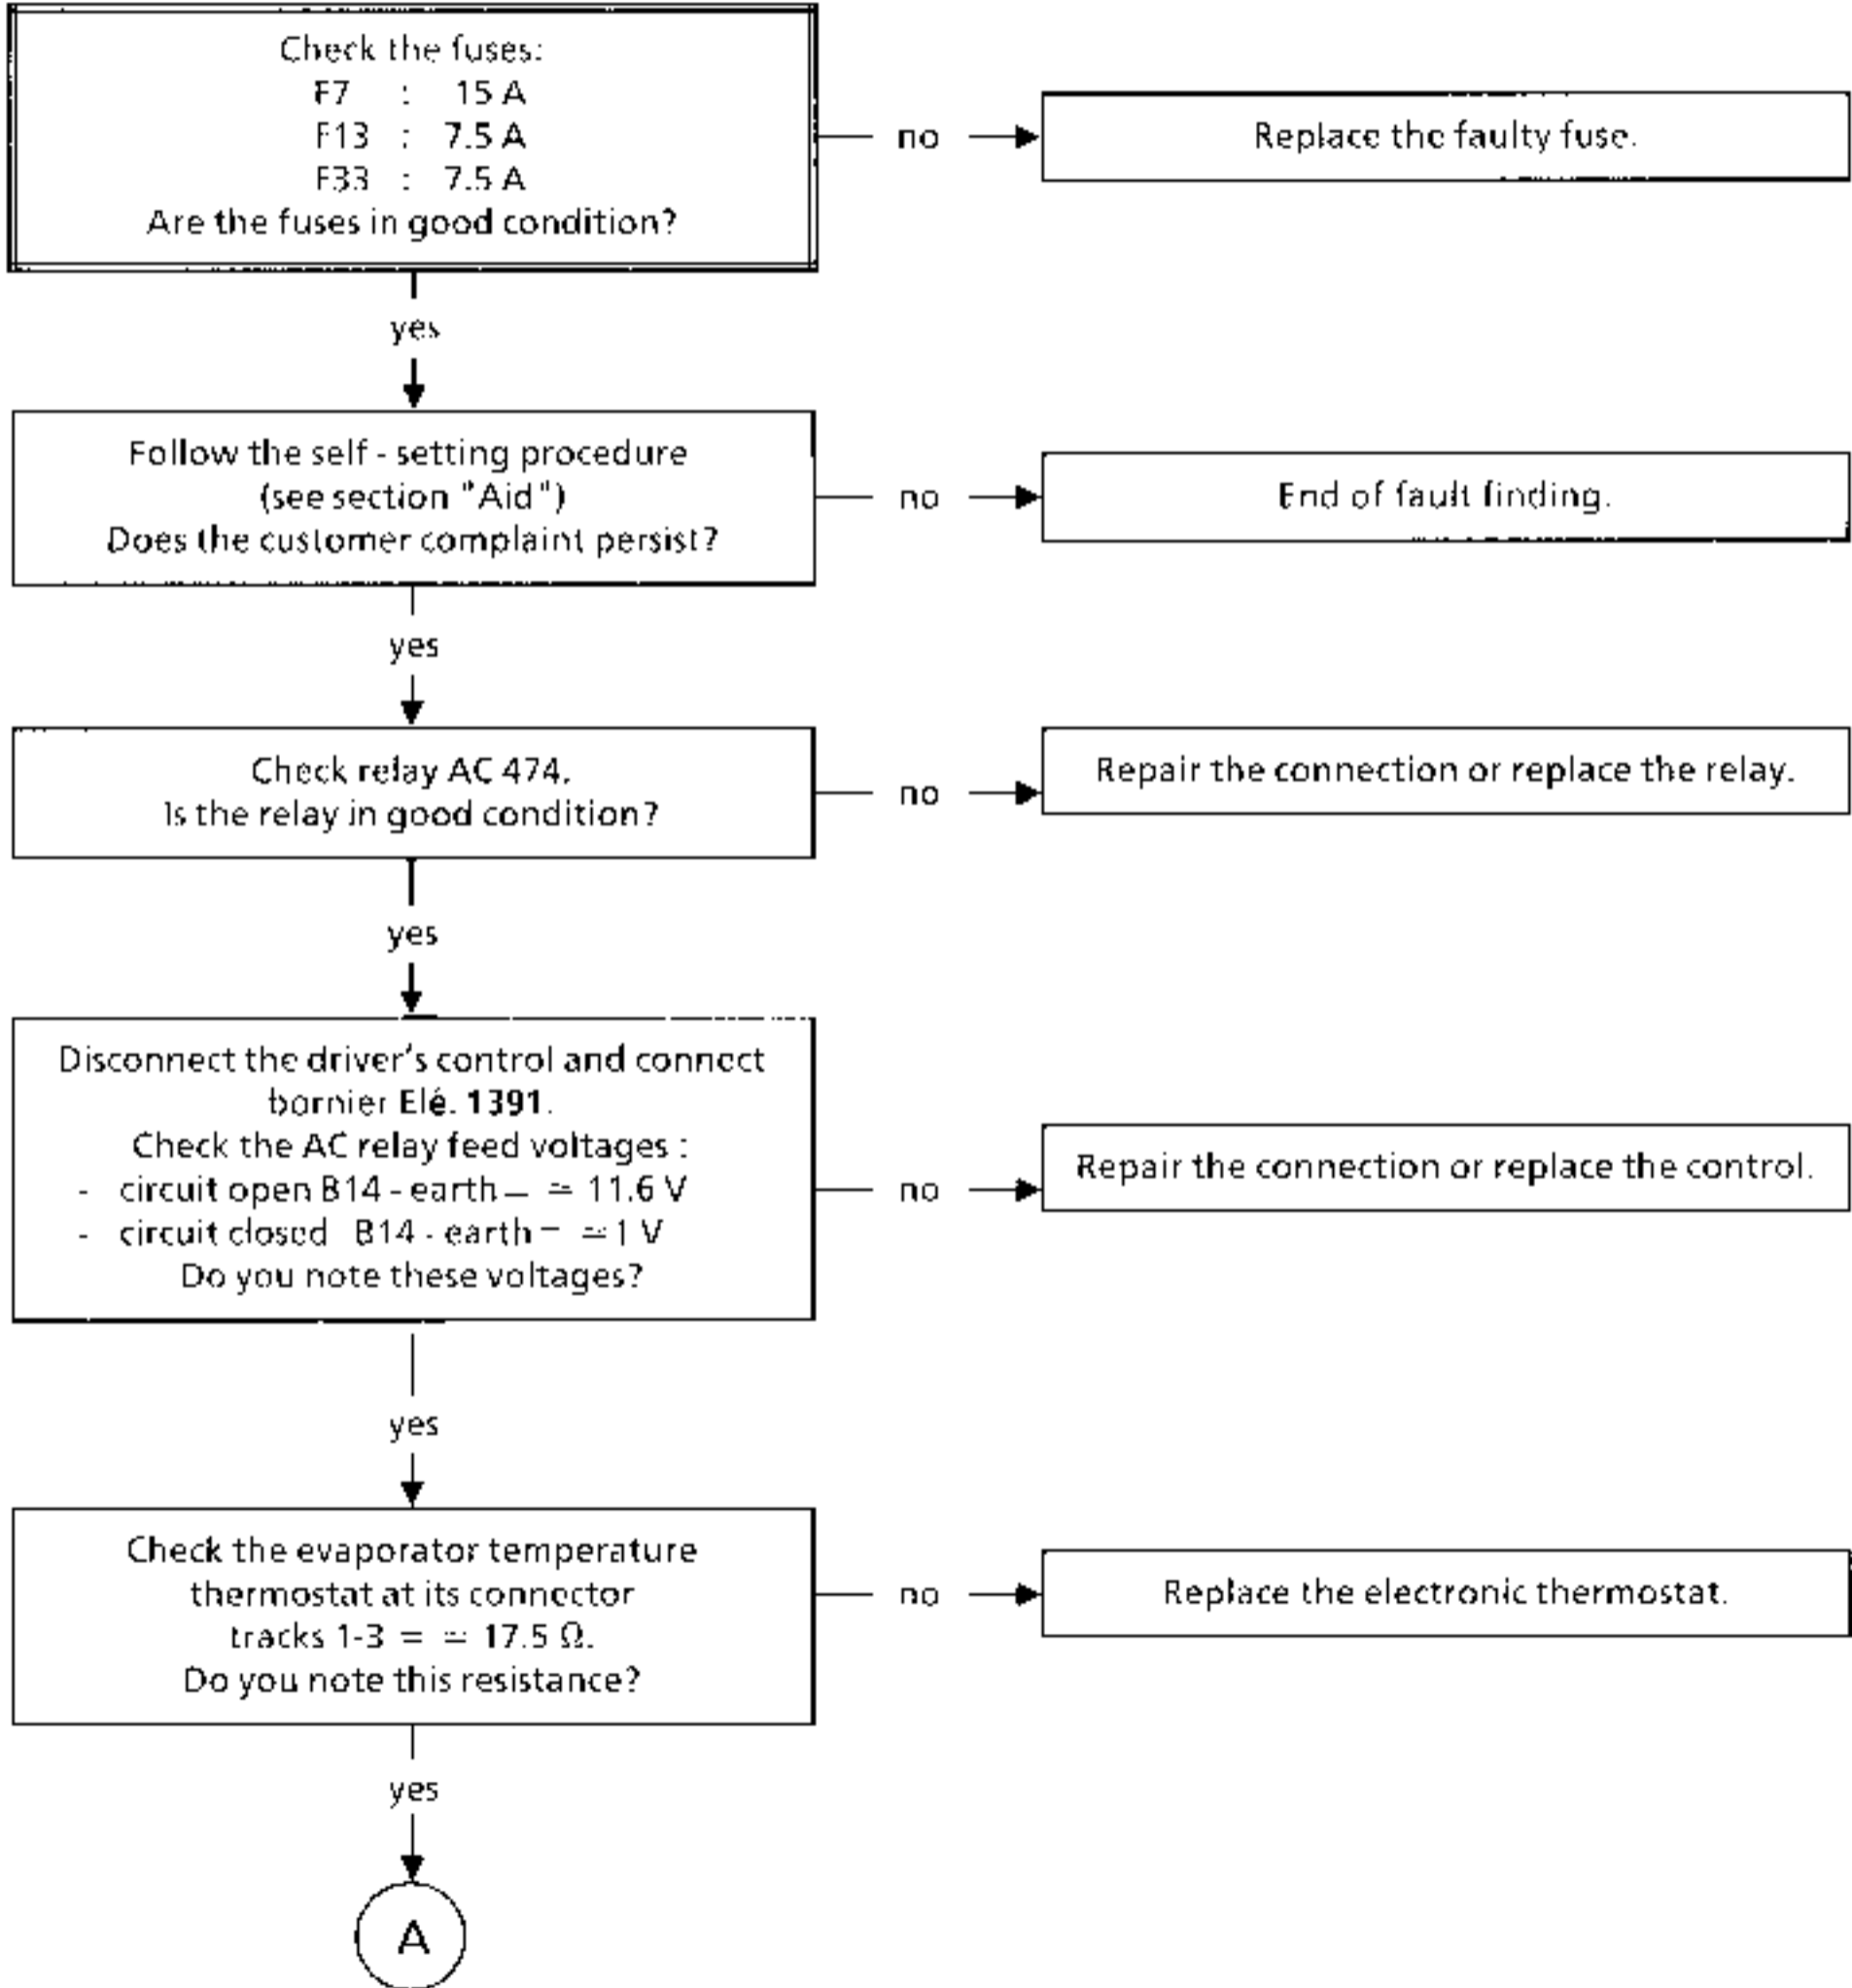 Check the fuses:
F7 : 15 A
F13 : 7.5 A
F33 : 7.5 A
Are the fuses in good condition?
no
Replace the faulty fuse.
yes
Follow the self - setting procedure
(see section "Aid")
Does the customer complaint persist?
no
End of fault finding.
yes
Check relay AC 474.
Is the relay in good condition?
no
Repair the connection or replace the relay.
yes
Disconnect the driver's control and connect
bornier Elé. 1391.
Check the AC relay feed voltages :
- circuit open B14 - earth = ≃ 11.6 V
- circuit closed B14 - earth = ≃ 1 V
Do you note these voltages?
no
Repair the connection or replace the control.
yes
Check the evaporator temperature
thermostat at its connector
tracks 1-3 = ≃ 17.5 Ω.
Do you note this resistance?
no
Replace the electronic thermostat.
yes
A